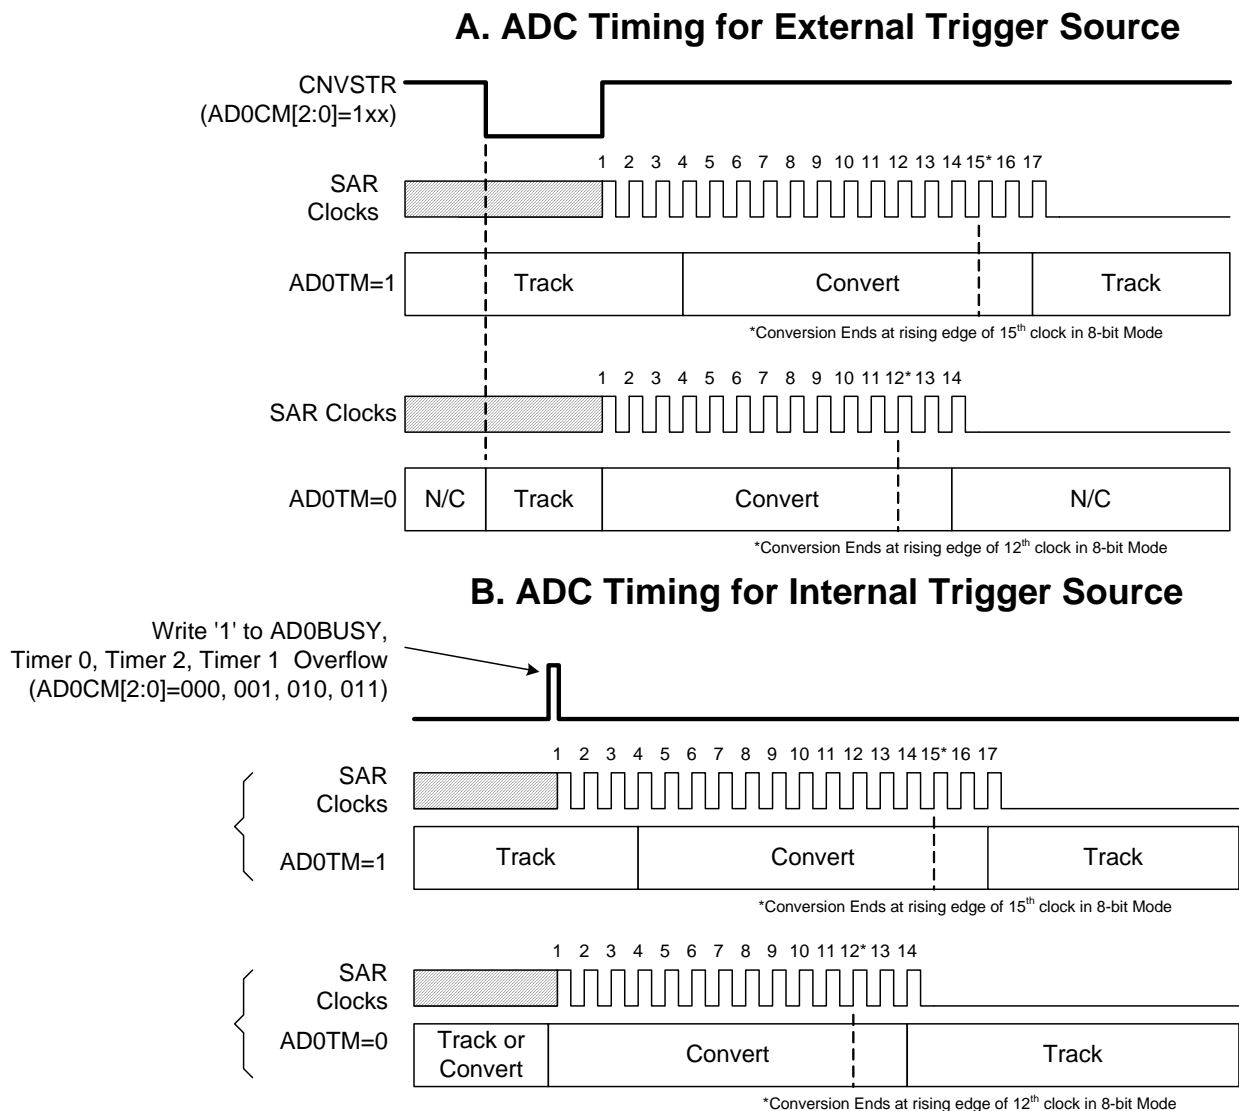 A. ADC Timing for External Trigger Source
CNVSTR
(AD0CM[2:0]=1xx)
1 2 3 4 5 6 7 8 9 10 11 12 13 14 15* 16 17
SAR
Clocks
AD0TM=1
Track
Convert
Track
*Conversion Ends at rising edge of 15th clock in 8-bit Mode
1 2 3 4 5 6 7 8 9 10 11 12* 13 14
SAR Clocks
AD0TM=0
N/C
Track
Convert
N/C
*Conversion Ends at rising edge of 12th clock in 8-bit Mode
B. ADC Timing for Internal Trigger Source
Write '1' to AD0BUSY,
Timer 0, Timer 2, Timer 1 Overflow
(AD0CM[2:0]=000, 001, 010, 011)
1 2 3 4 5 6 7 8 9 10 11 12 13 14 15* 16 17
SAR
Clocks
AD0TM=1
Track
Convert
Track
*Conversion Ends at rising edge of 15th clock in 8-bit Mode
1 2 3 4 5 6 7 8 9 10 11 12* 13 14
SAR
Clocks
AD0TM=0
Track or
Convert
Convert
Track
*Conversion Ends at rising edge of 12th clock in 8-bit Mode